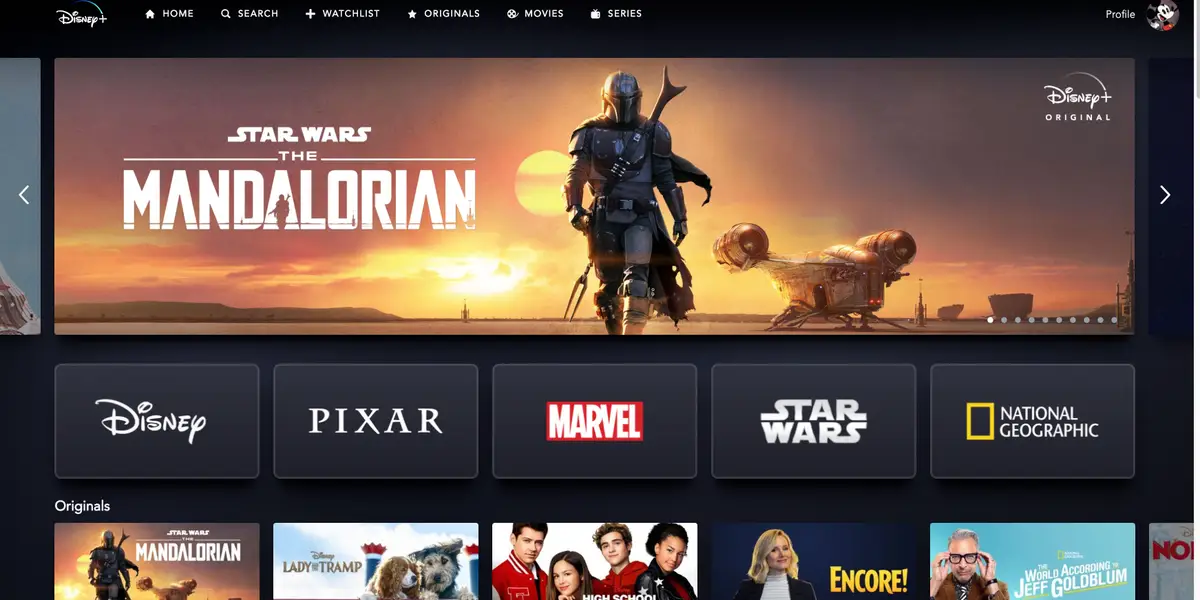 Disney+
HOME
SEARCH
WATCHLIST
ORIGINALS
MOVIES
SERIES
Profile
STAR WARS
THE
MANDALORIAN
Disney+
ORIGINAL
Disney
PIXAR
MARVEL
STAR
WARS
NATIONAL
GEOGRAPHIC
Originals
STAR WARS
THE
MANDALORIAN
Disney
LADY AND THE TRAMP
HIGH SCHOOL
ENCORE!
NATIONAL
GEOGRAPHIC
THE
WORLD ACCORDING TO
JEFF GOLDBLUM